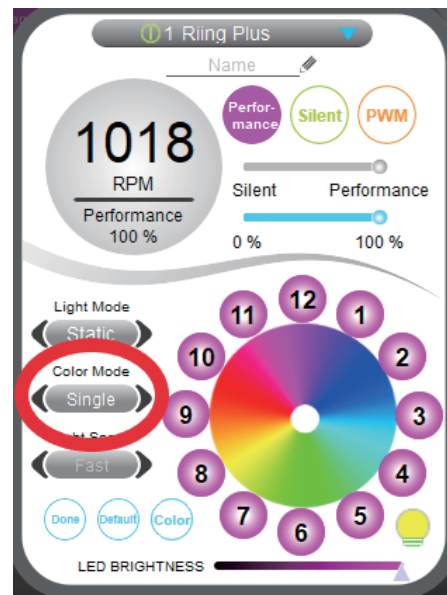 1 Riing Plus
Name
1018
RPM
Performance
100 %
Perfor-
mance
Silent
PWM
Silent Performance
0 % 100 %
Light Mode
Static
Color Mode
Single
Fast
12
1
2
3
4
5
6
7
8
9
10
11
Done Default Color
LED BRIGHTNESS